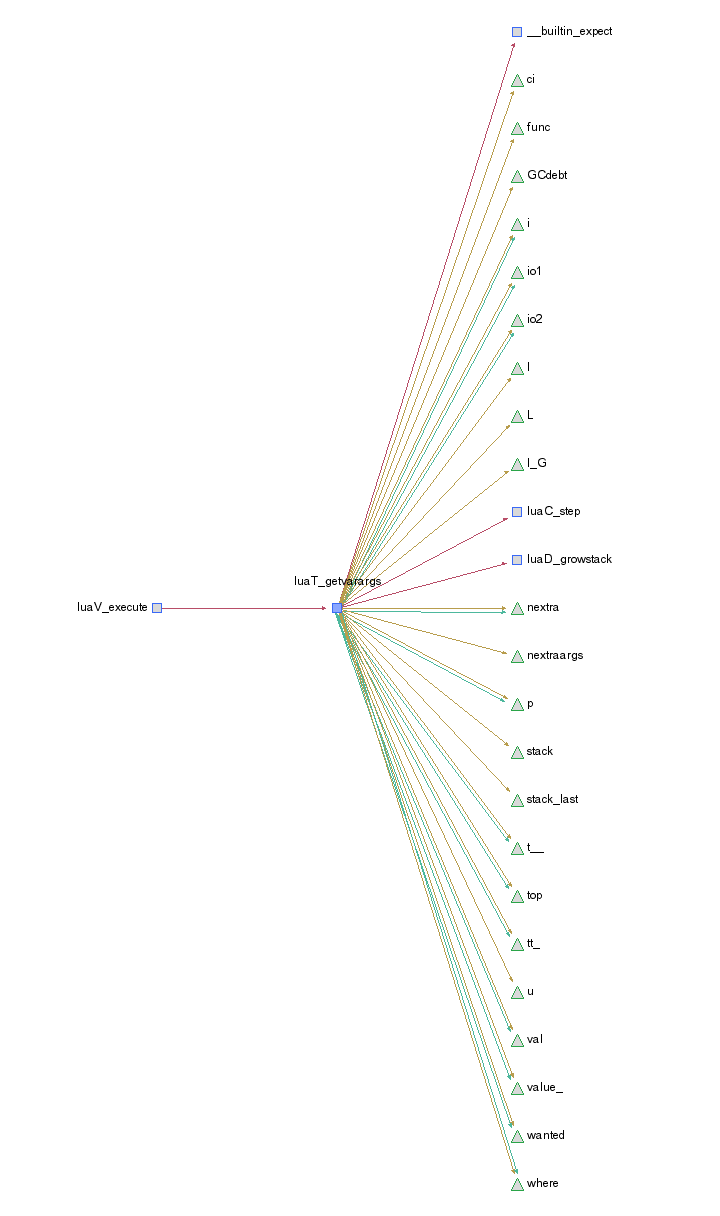 __builtin_expect
ci
func
GCdebt
i
io1
io2
l
L
l_G
luaC_step
luaD_growstack
luaT_getvarargs
luaV_execute
nextra
nextraargs
p
stack
stack_last
t__
top
tt_
u
val
value_
wanted
where